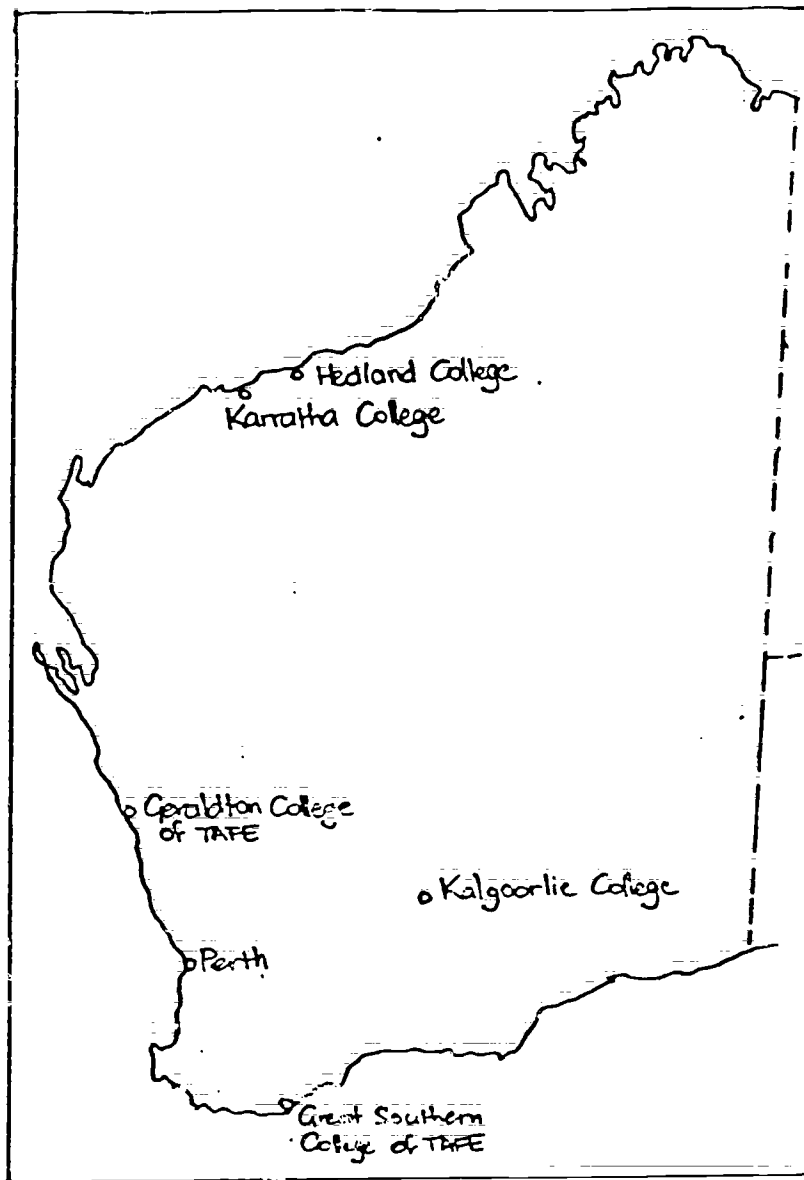 Hedland College
Karratha College
Geraldton College
of TAFE
Kalgoorlie College
Perth
Great Southern
College of TAFE